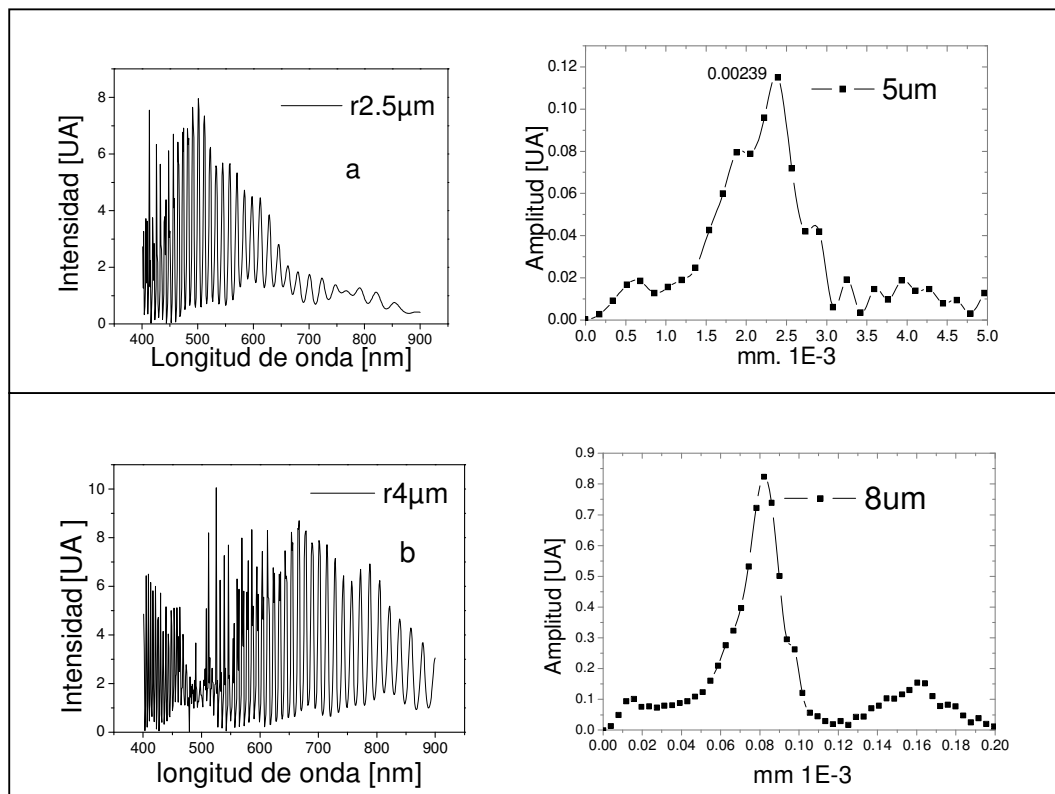 Intensidad [UA]
8
6
4
2
0
r2.5µm
a
400 500 600 700 800 900
Longitud de onda [nm]
Amplitud [UA]
0.12
0.10
0.08
0.06
0.04
0.02
0.00
0.00239
5um
0.0 0.5 1.0 1.5 2.0 2.5 3.0 3.5 4.0 4.5 5.0
mm. 1E-3
Intensidad [UA ]
10
8
6
4
2
0
r4µm
b
400 500 600 700 800 900
longitud de onda [nm]
Amplitud [UA]
0.9
0.8
0.7
0.6
0.5
0.4
0.3
0.2
0.1
0.0
8um
0.00 0.02 0.04 0.06 0.08 0.10 0.12 0.14 0.16 0.18 0.20
mm 1E-3